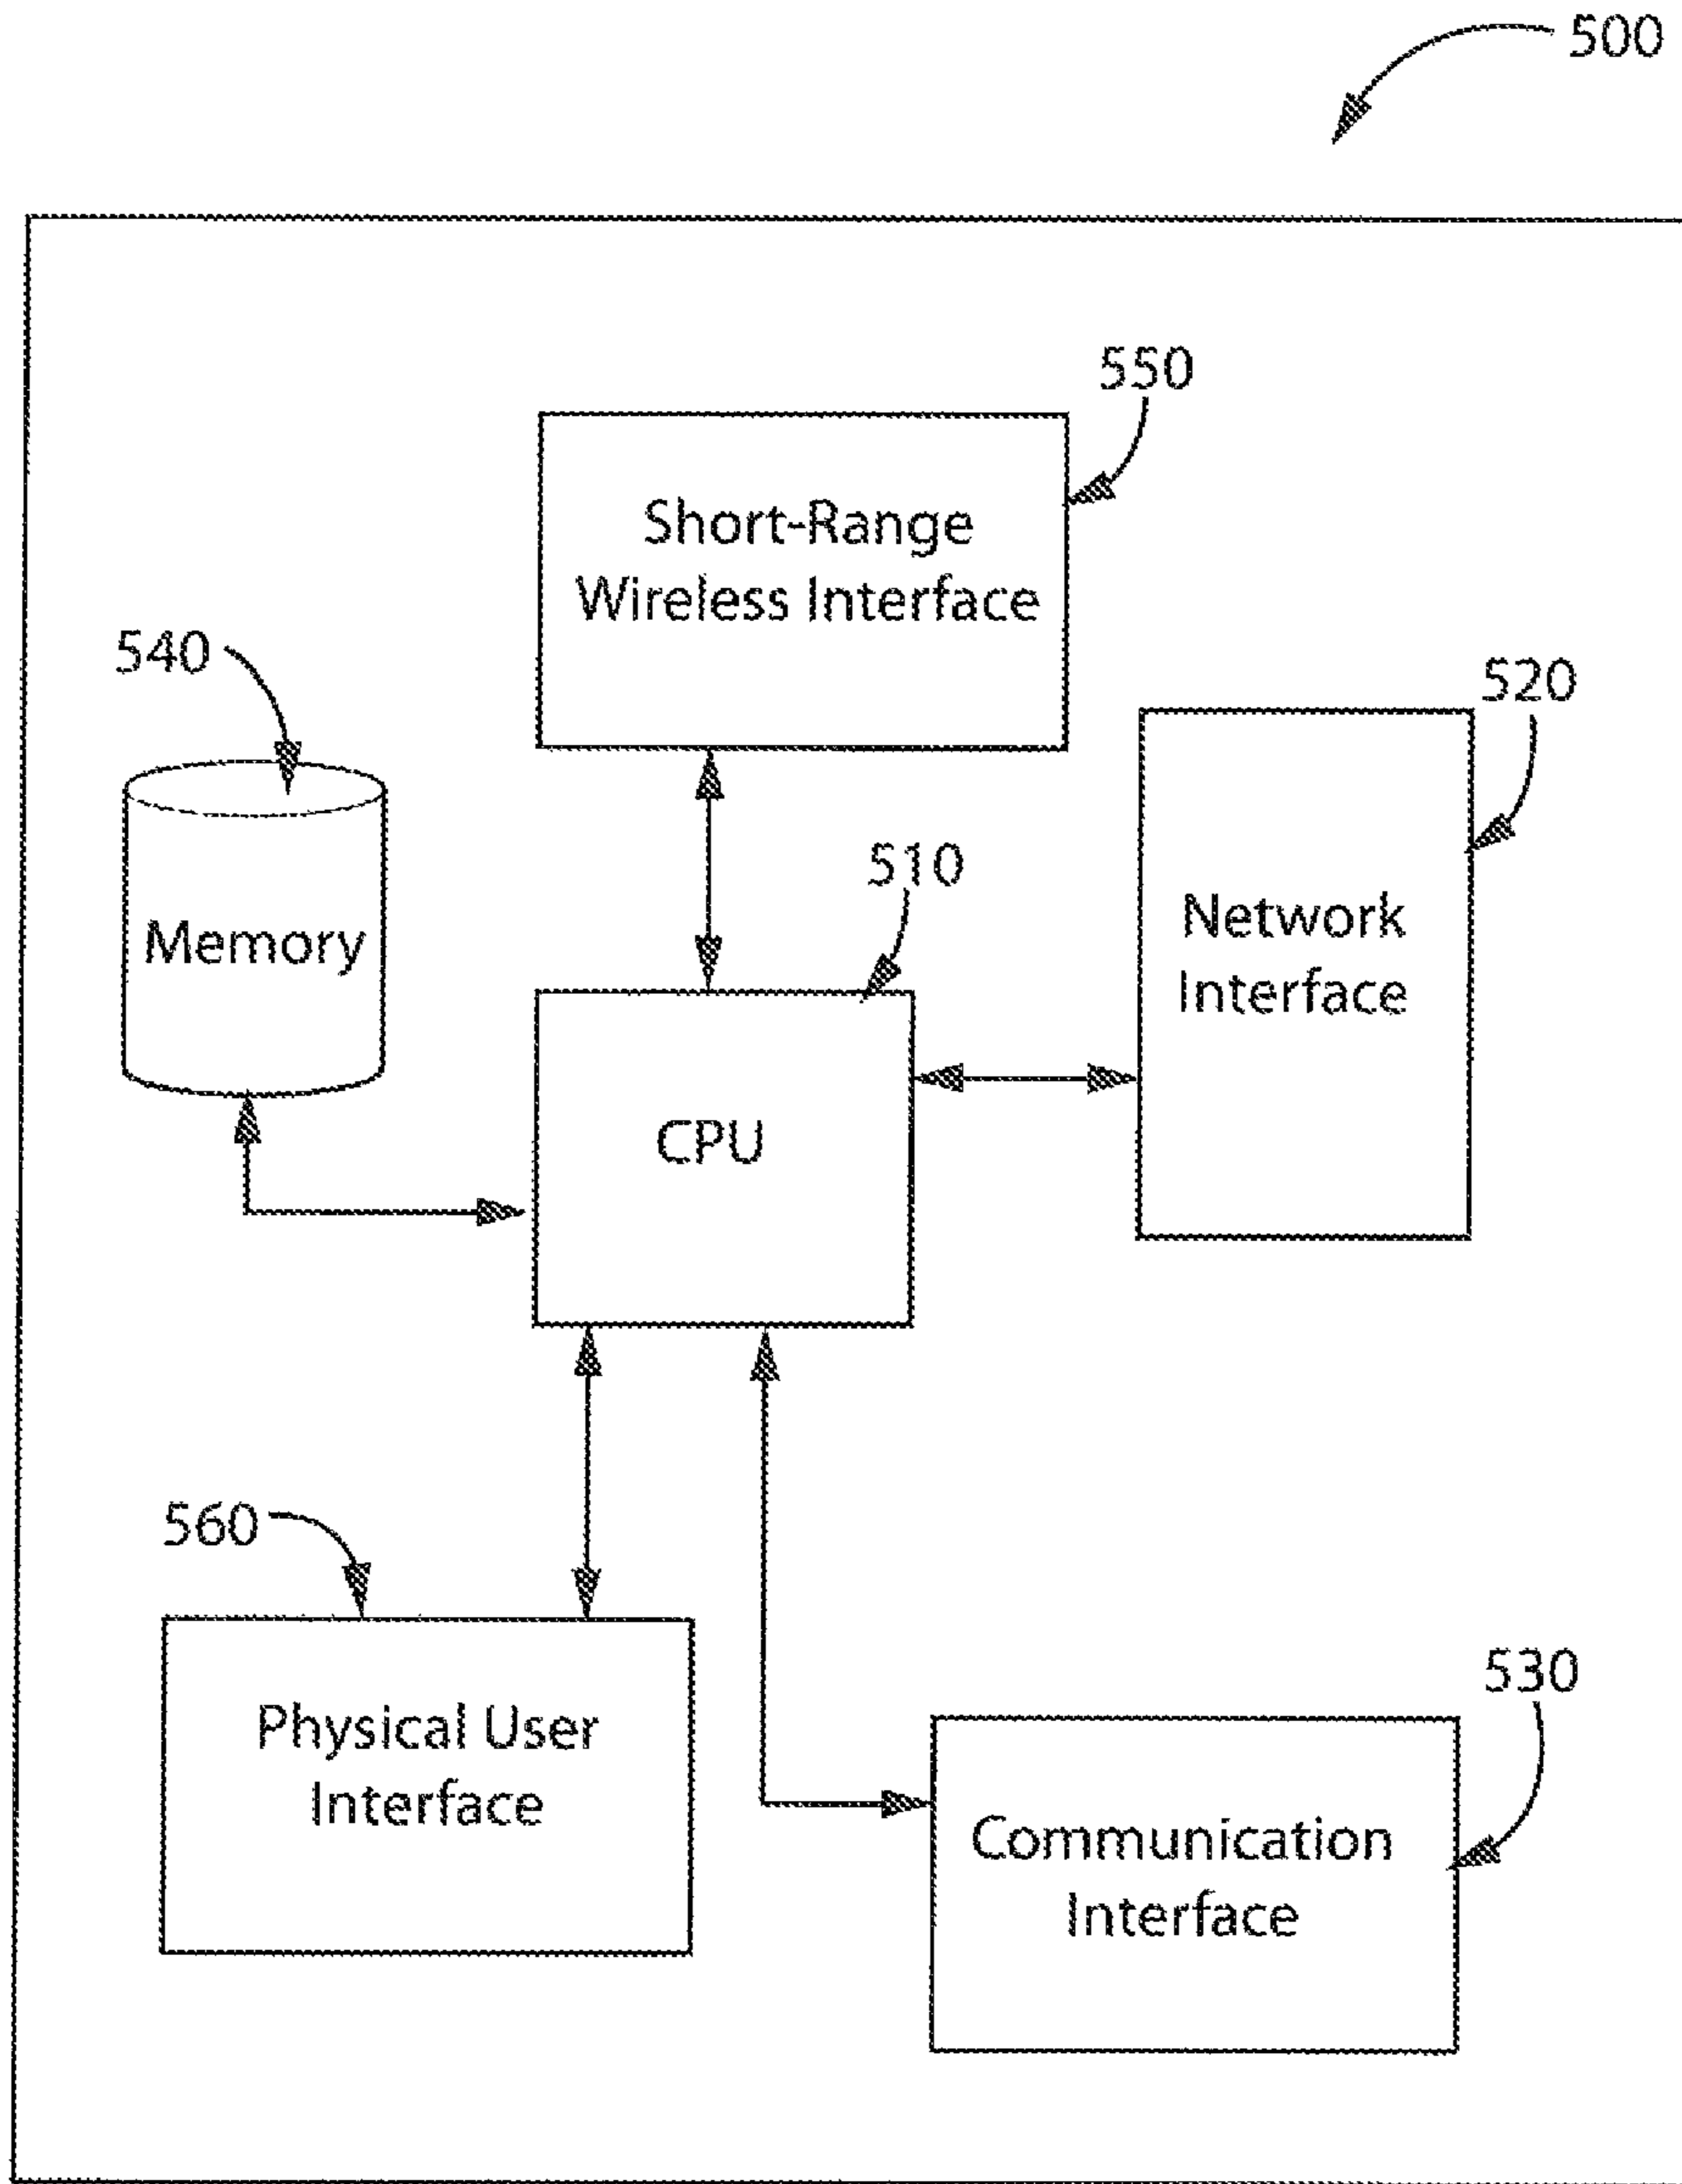 500
550
Short-Range
Wireless Interface
540
520
510
Memory
Network
Interface
CPU
560
530
Physical User
Interface
Communication
Interface